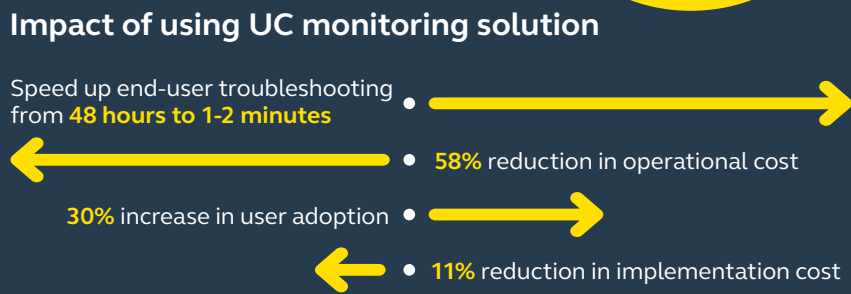 Impact of using UC monitoring solution
Speed up end-user troubleshooting
from 48 hours to 1-2 minutes
58% reduction in operational cost
30% increase in user adoption
11% reduction in implementation cost